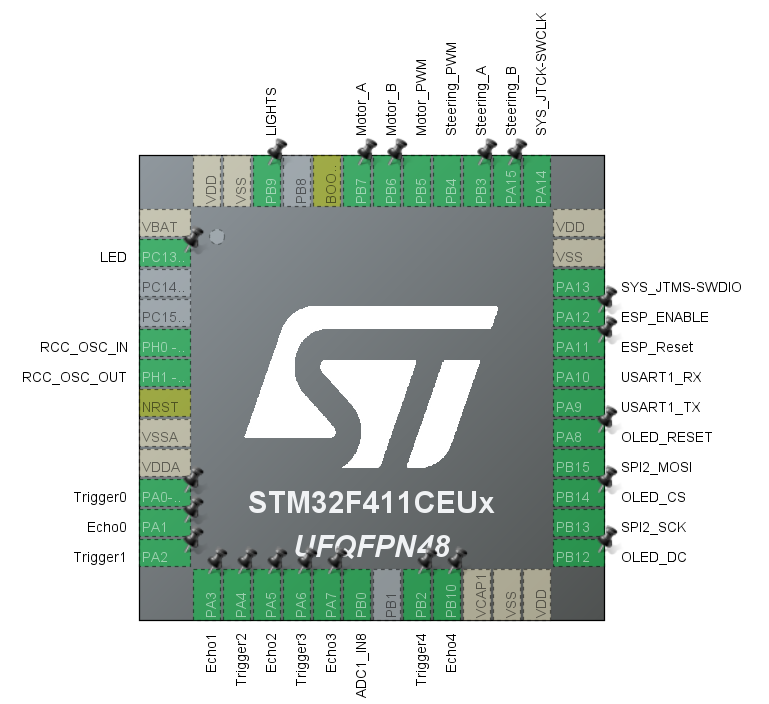 LIGHTS
Motor_A
Motor_B
Motor_PWM
Steering_PWM
Steering_A
Steering_B
SYS_JTCK-SWCLK
VDD
VSS
PB9
PB8
BOO..
PB7
PB6
PB5
PB4
PB3
PA15
PA14
VBAT
LED
PC13..
PC14..
PC15..
RCC_OSC_IN
PH0 -..
RCC_OSC_OUT
PH1 -..
NRST
VSSA
VDDA
Trigger0
PA0-..
Echo0
PA1
Trigger1
PA2
VDD
VSS
PA13
SYS_JTMS-SWDIO
PA12
ESP_ENABLE
PA11
ESP_Reset
PA10
USART1_RX
PA9
USART1_TX
PA8
OLED_RESET
PB15
SPI2_MOSI
PB14
OLED_CS
PB13
SPI2_SCK
PB12
OLED_DC
ST
STM32F411CEUx
UFQFPN48
PA3
PA4
PA5
PA6
PA7
PB0
PB1
PB2
PB10
VCAP1
VSS
VDD
Echo1
Trigger2
Echo2
Trigger3
Echo3
ADC1_IN8
Trigger4
Echo4